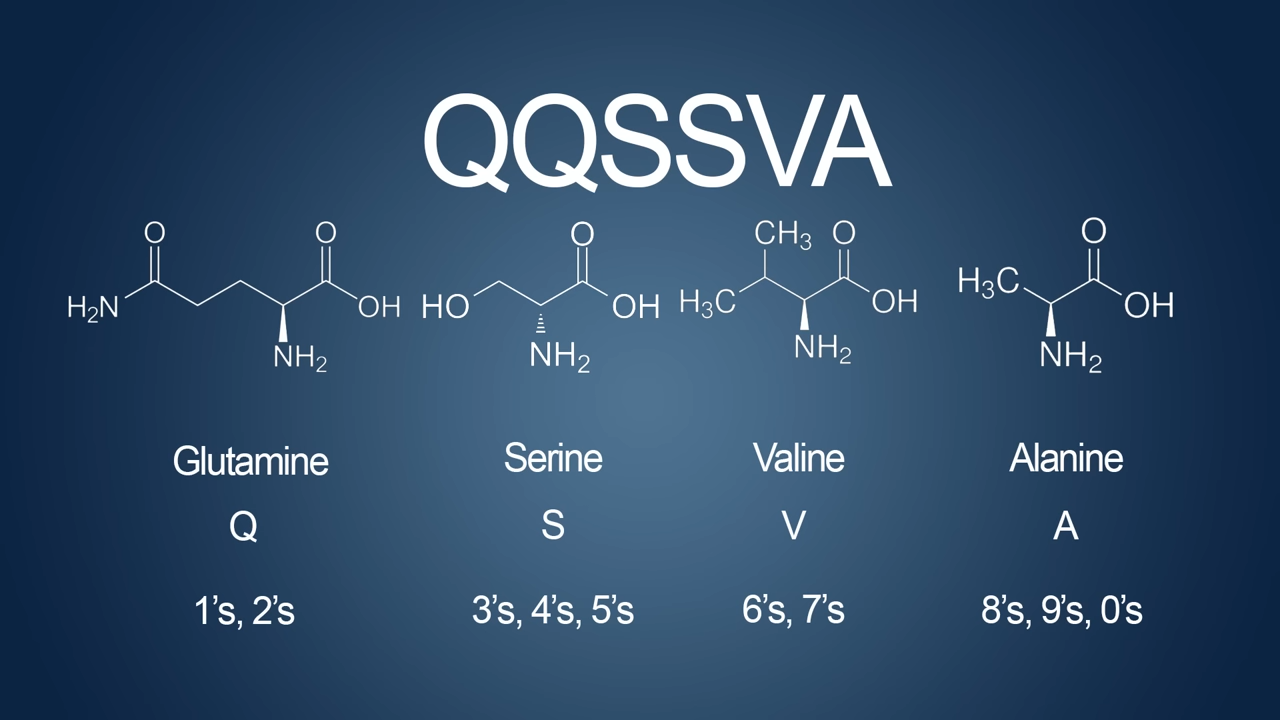 QQSSVA
O O O CH3 O O
H2N OH HO OH H3C OH H3C OH
NH2 NH2 NH2 NH2
Glutamine Serine Valine Alanine
Q S V A
1's, 2's 3's, 4's, 5's 6's, 7's 8's, 9's, 0's